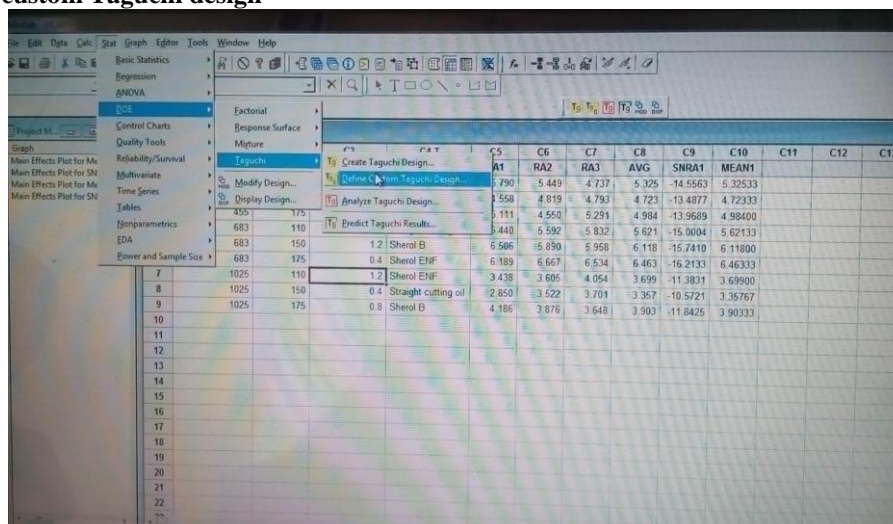 custom Taguchi design
File Edit Data Calc Stat Graph Editor Tools Window Help
Basic Statistics
Regression
ANOVA
DOE
Control Charts
Quality Tools
Reliability/Survival
Multivariate
Time Series
Tables
Nonparametrics
EDA
Power and Sample Size
Factorial
Response Surface
Mixture
Taguchi
Modify Design...
Display Design...
Create Taguchi Design...
Define Custom Taguchi Design...
Analyze Taguchi Design...
Predict Taguchi Results...
Project M...
Graph
Main Effects Plot for Me
Main Effects Plot for SN
Main Effects Plot for Me
Main Effects Plot for SN
C5 C6 C7 C8 C9 C10 C11 C12
A1 RA2 RA3 AVG SNRA1 MEAN1
5.790 5.449 4.737 5.325 -14.5563 5.32533
4.558 4.819 4.793 4.723 -13.4877 4.72333
455 175 5.111 4.550 5.291 4.984 -13.9689 4.98400
683 110 5.440 5.592 5.832 5.621 -15.0004 5.62133
683 150 1.2 Sherol B 6.506 5.890 5.958 6.118 -15.7410 6.11800
683 175 0.4 Sherol ENF 6.189 6.667 6.534 6.463 -16.2133 6.46333
7 1025 110 1.2 Sherol ENF 3.438 3.605 4.054 3.699 -11.3831 3.69900
8 1025 150 0.4 Straight cutting oil 2.850 3.522 3.701 3.357 -10.5721 3.35767
9 1025 175 0.8 Sherol B 4.186 3.876 3.648 3.903 -11.8425 3.90333
10
11
12
13
14
15
16
17
18
19
20
21
22